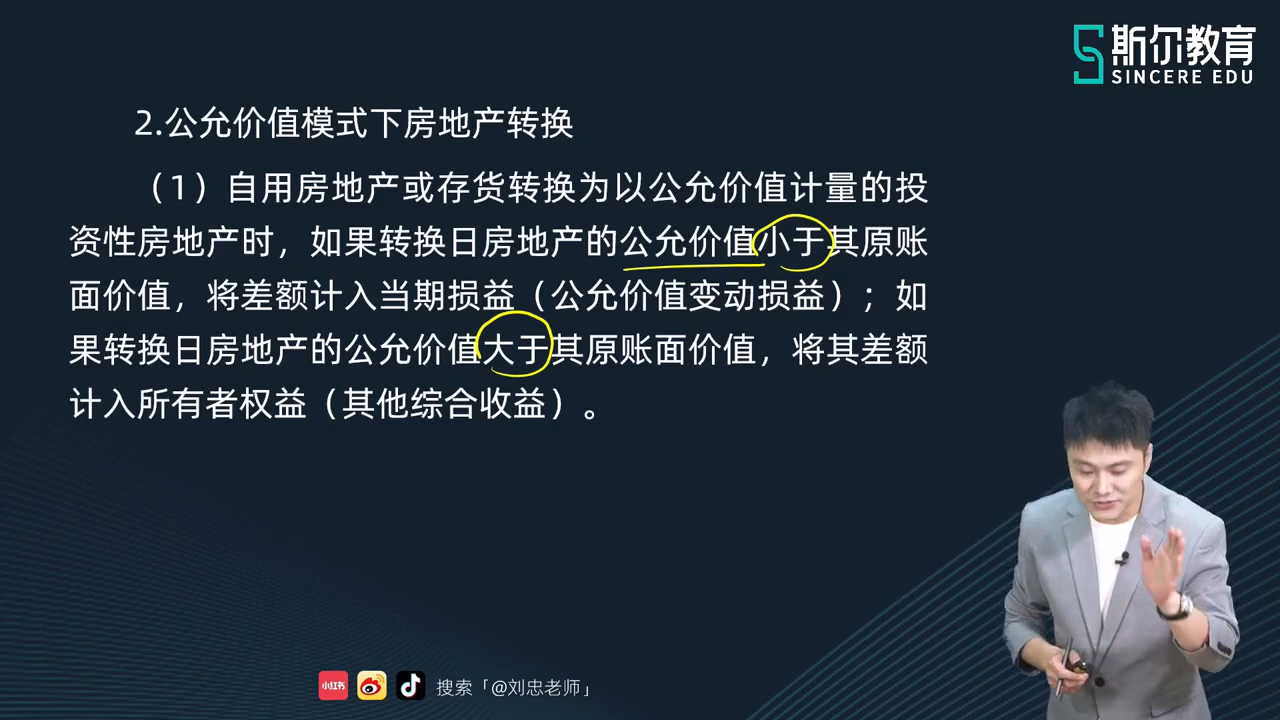 斯尔教育
SINCERE EDU
2.公允价值模式下房地产转换
（1）自用房地产或存货转换为以公允价值计量的投
资性房地产时，如果转换日房地产的公允价值小于其原账
面价值，将差额计入当期损益（公允价值变动损益）；如
果转换日房地产的公允价值大于其原账面价值，将其差额
计入所有者权益（其他综合收益）。
小红书 搜索「@刘忠老师」